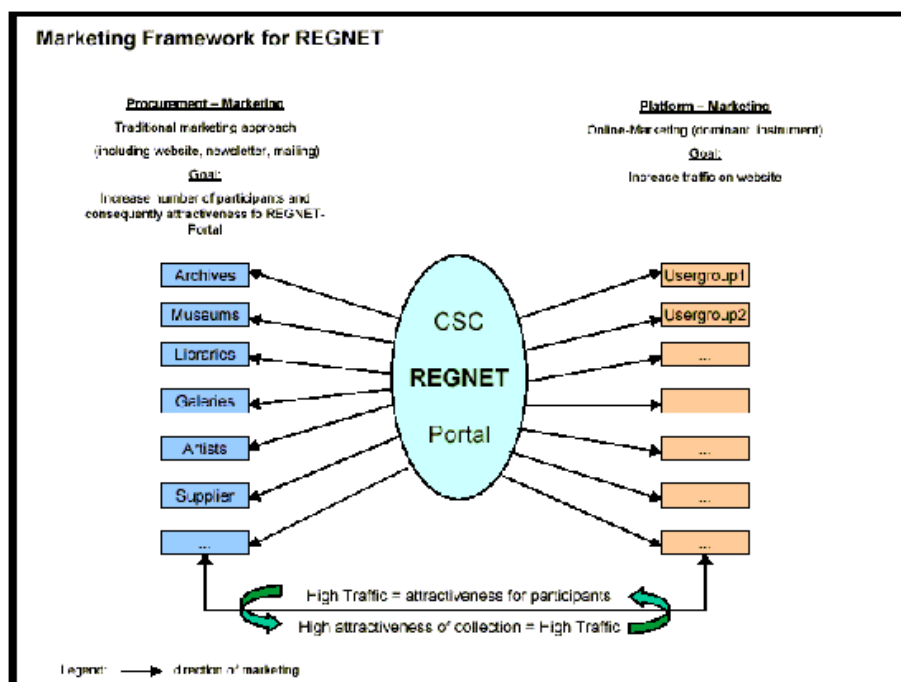 Marketing Framework for REGNET
Procurement – Marketing
Traditional marketing approach
(including website, newsletter, mailing)
Goal:
Increase number of participants and
consequently attractiveness fo REGNET-
Portal
Platform – Marketing
Online-Marketing (dominant instrument)
Goal:
Increase traffic on website
Archives
Museums
Libraries
Galeries
Artists
Supplier
...
CSC
REGNET
Portal
Usergroup1
Usergroup2
...
...
...
...
High Traffic = attractiveness for participants
High attractiveness of collection = High Traffic
Legend: direction of marketing